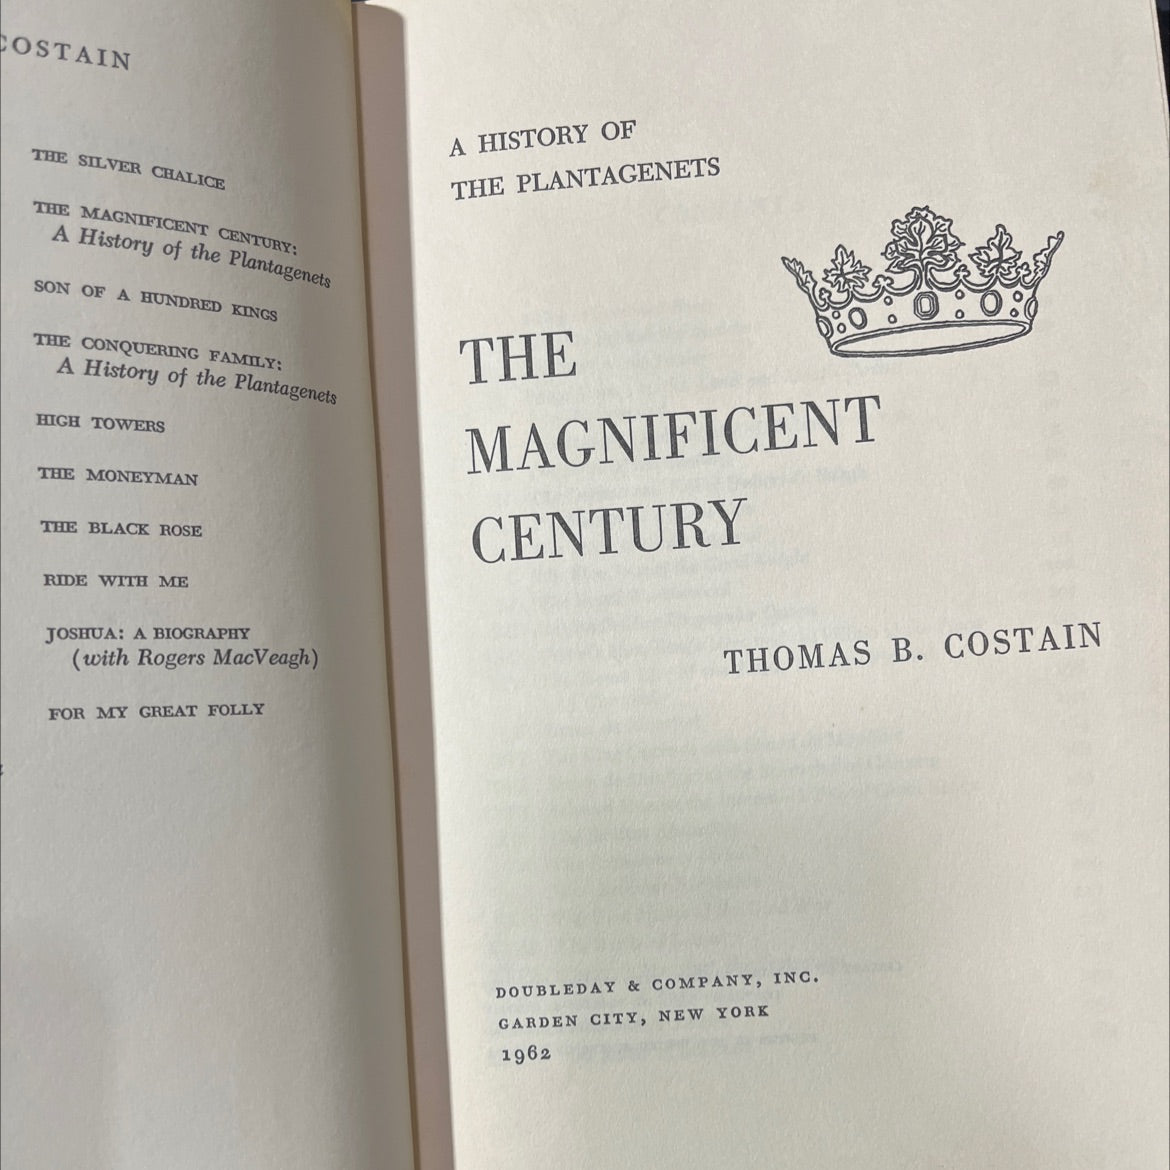 COSTAIN
THE SILVER CHALICE
THE MAGNIFICENT CENTURY:
A History of the Plantagenets
SON OF A HUNDRED KINGS
THE CONQUERING FAMILY:
A History of the Plantagenets
HIGH TOWERS
THE MONEYMAN
THE BLACK ROSE
RIDE WITH ME
JOSHUA: A BIOGRAPHY
(with Rogers MacVeagh)
FOR MY GREAT FOLLY
A HISTORY OF
THE PLANTAGENETS
THE
MAGNIFICENT
CENTURY
THOMAS B. COSTAIN
DOUBLEDAY & COMPANY, INC.
GARDEN CITY, NEW YORK
1962